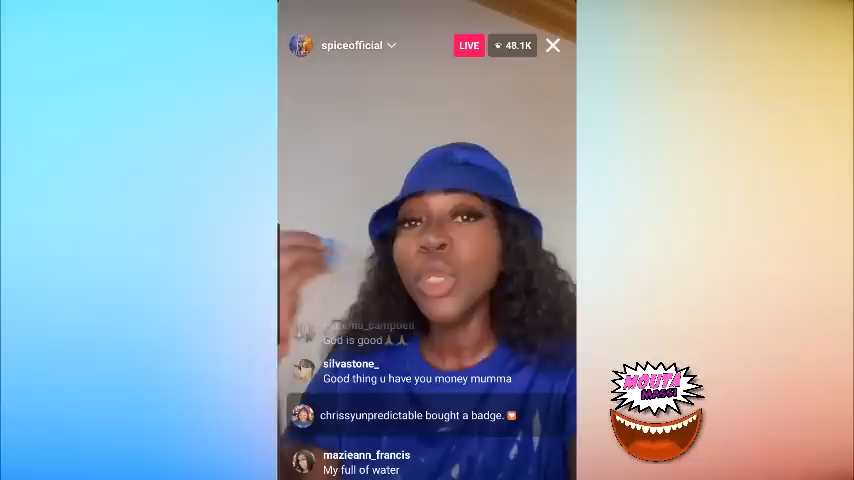 spiceofficial
LIVE
48.1K
_campbell
God is good🙏🙏
silvastone_
Good thing u have you money mumma
chrissyunpredictable bought a badge.
mazieann_francis
My full of water
MOUTA
MASSI